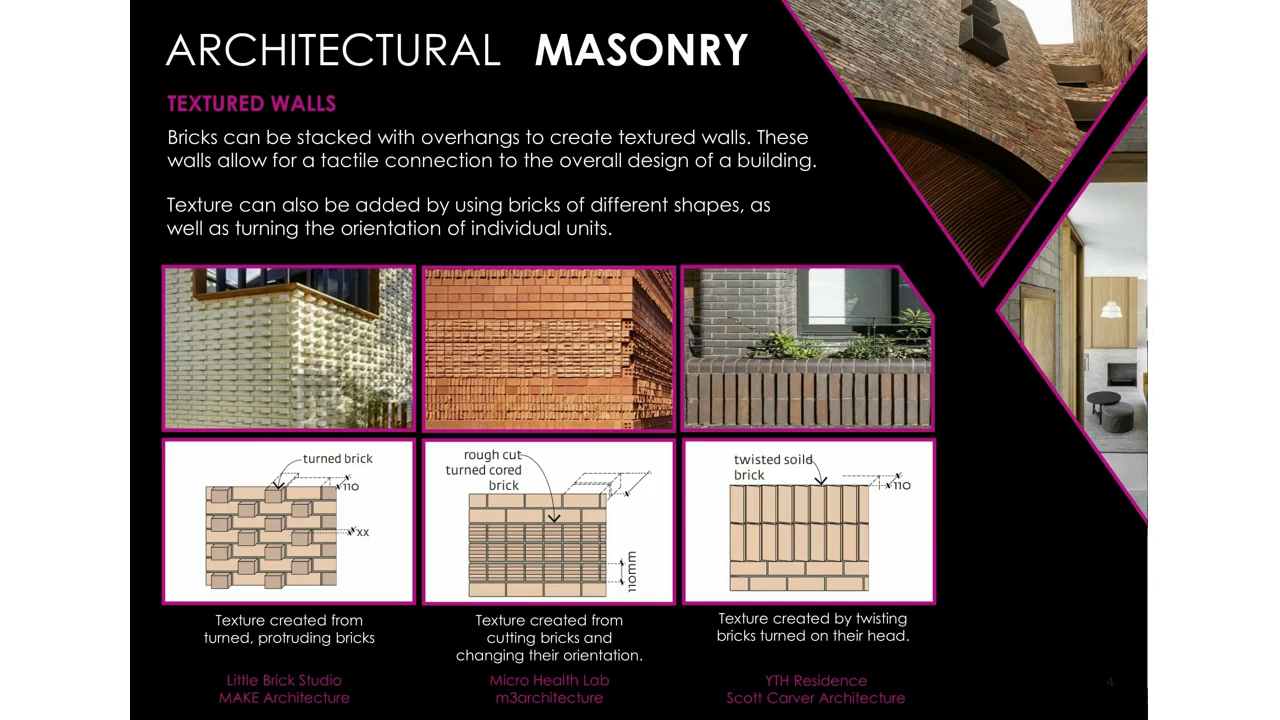 ARCHITECTURAL MASONRY
TEXTURED WALLS
Bricks can be stacked with overhangs to create textured walls. These
walls allow for a tactile connection to the overall design of a building.
Texture can also be added by using bricks of different shapes, as
well as turning the orientation of individual units.
turned brick
110
xx
rough cut
turned cored
brick
110mm
twisted soild
brick
110
Texture created from
turned, protruding bricks
Texture created from
cutting bricks and
changing their orientation.
Texture created by twisting
bricks turned on their head.
Little Brick Studio
MAKE Architecture
Micro Health Lab
m3architecture
YTH Residence
Scott Carver Architecture
4